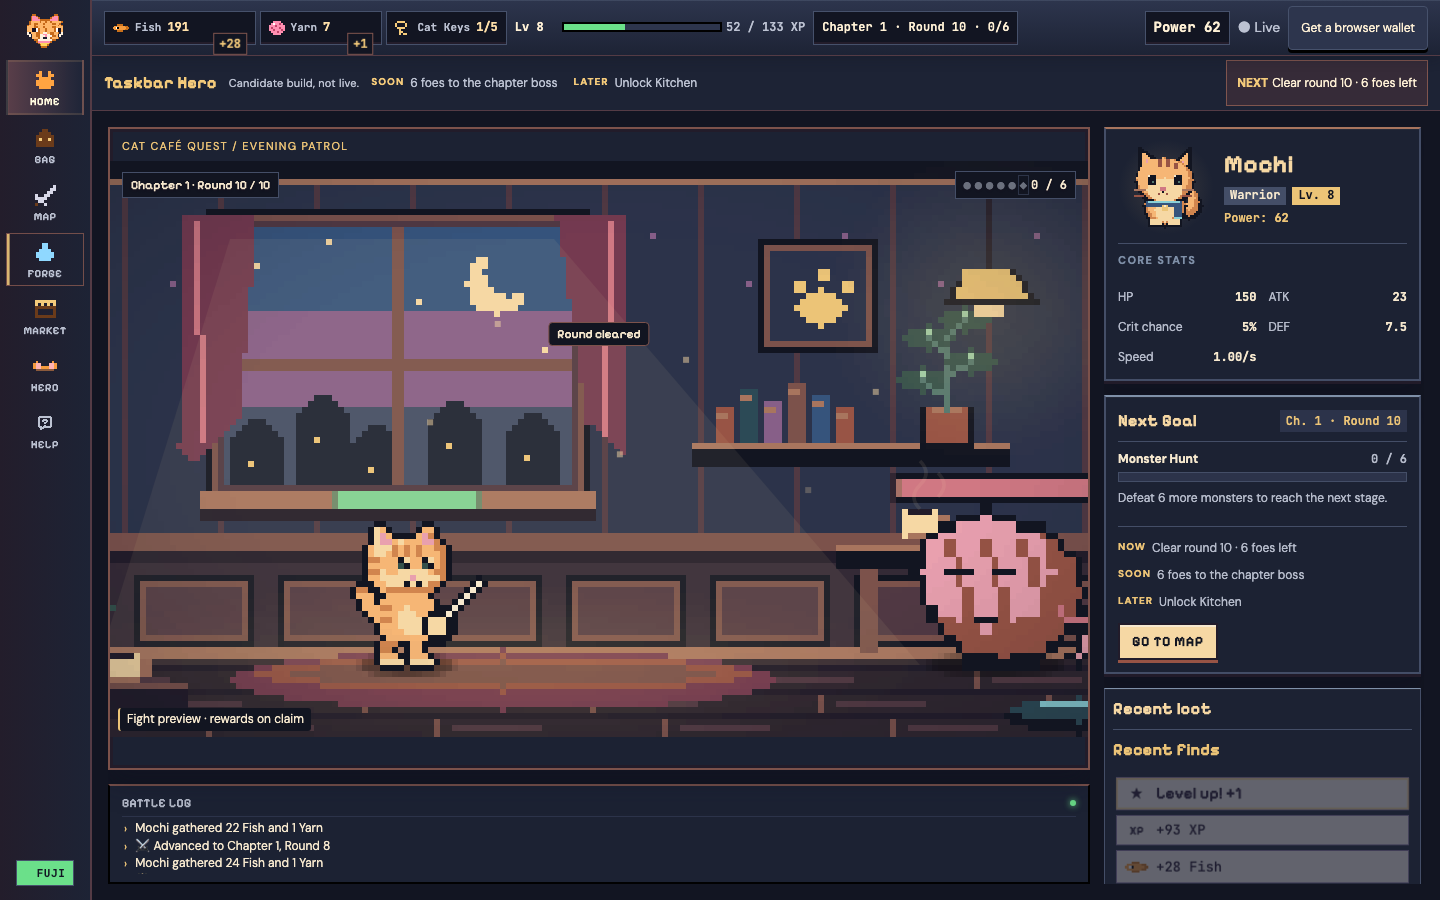 Fish 191
+28
Yarn 7
+1
Cat Keys 1/5
Lv 8
52 / 133 XP
Chapter 1 · Round 10 · 0/6
Power 62
Live
Get a browser wallet
Taskbar Hero
Candidate build, not live.
SOON 6 foes to the chapter boss
LATER Unlock Kitchen
NEXT Clear round 10 · 6 foes left
HOME
BAG
MAP
FORGE
MARKET
HERO
HELP
FUJI
CAT CAFÉ QUEST / EVENING PATROL
Chapter 1 · Round 10 / 10
0 / 6
Round cleared
Fight preview · rewards on claim
BATTLE LOG
› Mochi gathered 22 Fish and 1 Yarn
› Advanced to Chapter 1, Round 8
› Mochi gathered 24 Fish and 1 Yarn
Mochi
Warrior Lv. 8
Power: 62
CORE STATS
HP 150 ATK 23
Crit chance 5% DEF 7.5
Speed 1.00/s
Next Goal
Ch. 1 · Round 10
Monster Hunt 0 / 6
Defeat 6 more monsters to reach the next stage.
NOW Clear round 10 · 6 foes left
SOON 6 foes to the chapter boss
LATER Unlock Kitchen
GO TO MAP
Recent loot
Recent finds
★ Level up! +1
XP +93 XP
+28 Fish